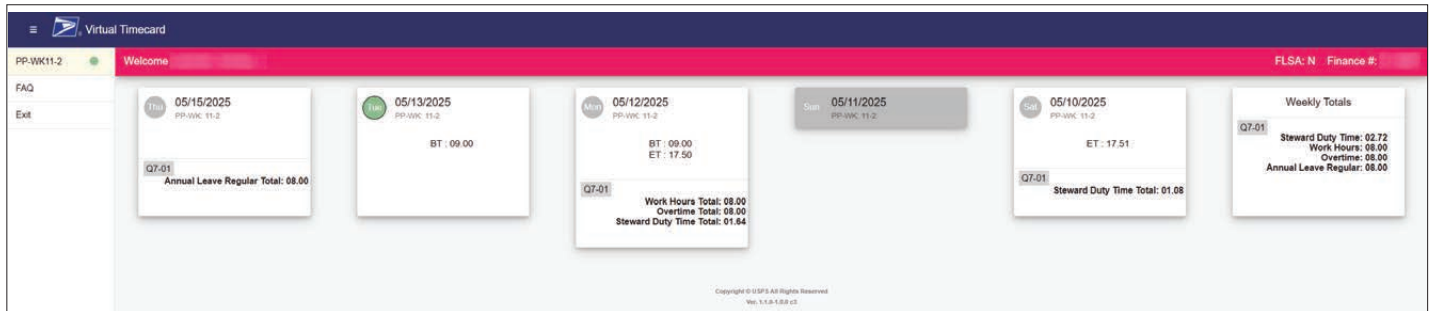 ≡ Virtual Timecard
PP-WK11-2
Welcome
FLSA: N Finance #:
FAQ
Exit
Thu 05/15/2025
PP-WK: 11-2
Q7-01
Annual Leave Regular Total: 08.00
Tue 05/13/2025
PP-WK: 11-2
BT : 09.00
Mon 05/12/2025
PP-WK: 11-2
BT : 09.00
ET : 17.50
Q7-01
Work Hours Total: 08.00
Overtime Total: 08.00
Steward Duty Time Total: 01.64
Sun 05/11/2025
PP-WK: 11-2
Sat 05/10/2025
PP-WK: 11-2
ET : 17.51
Q7-01
Steward Duty Time Total: 01.08
Weekly Totals
Q7-01
Steward Duty Time: 02.72
Work Hours: 08.00
Overtime: 08.00
Annual Leave Regular: 08.00
Copyright © USPS All Rights Reserved